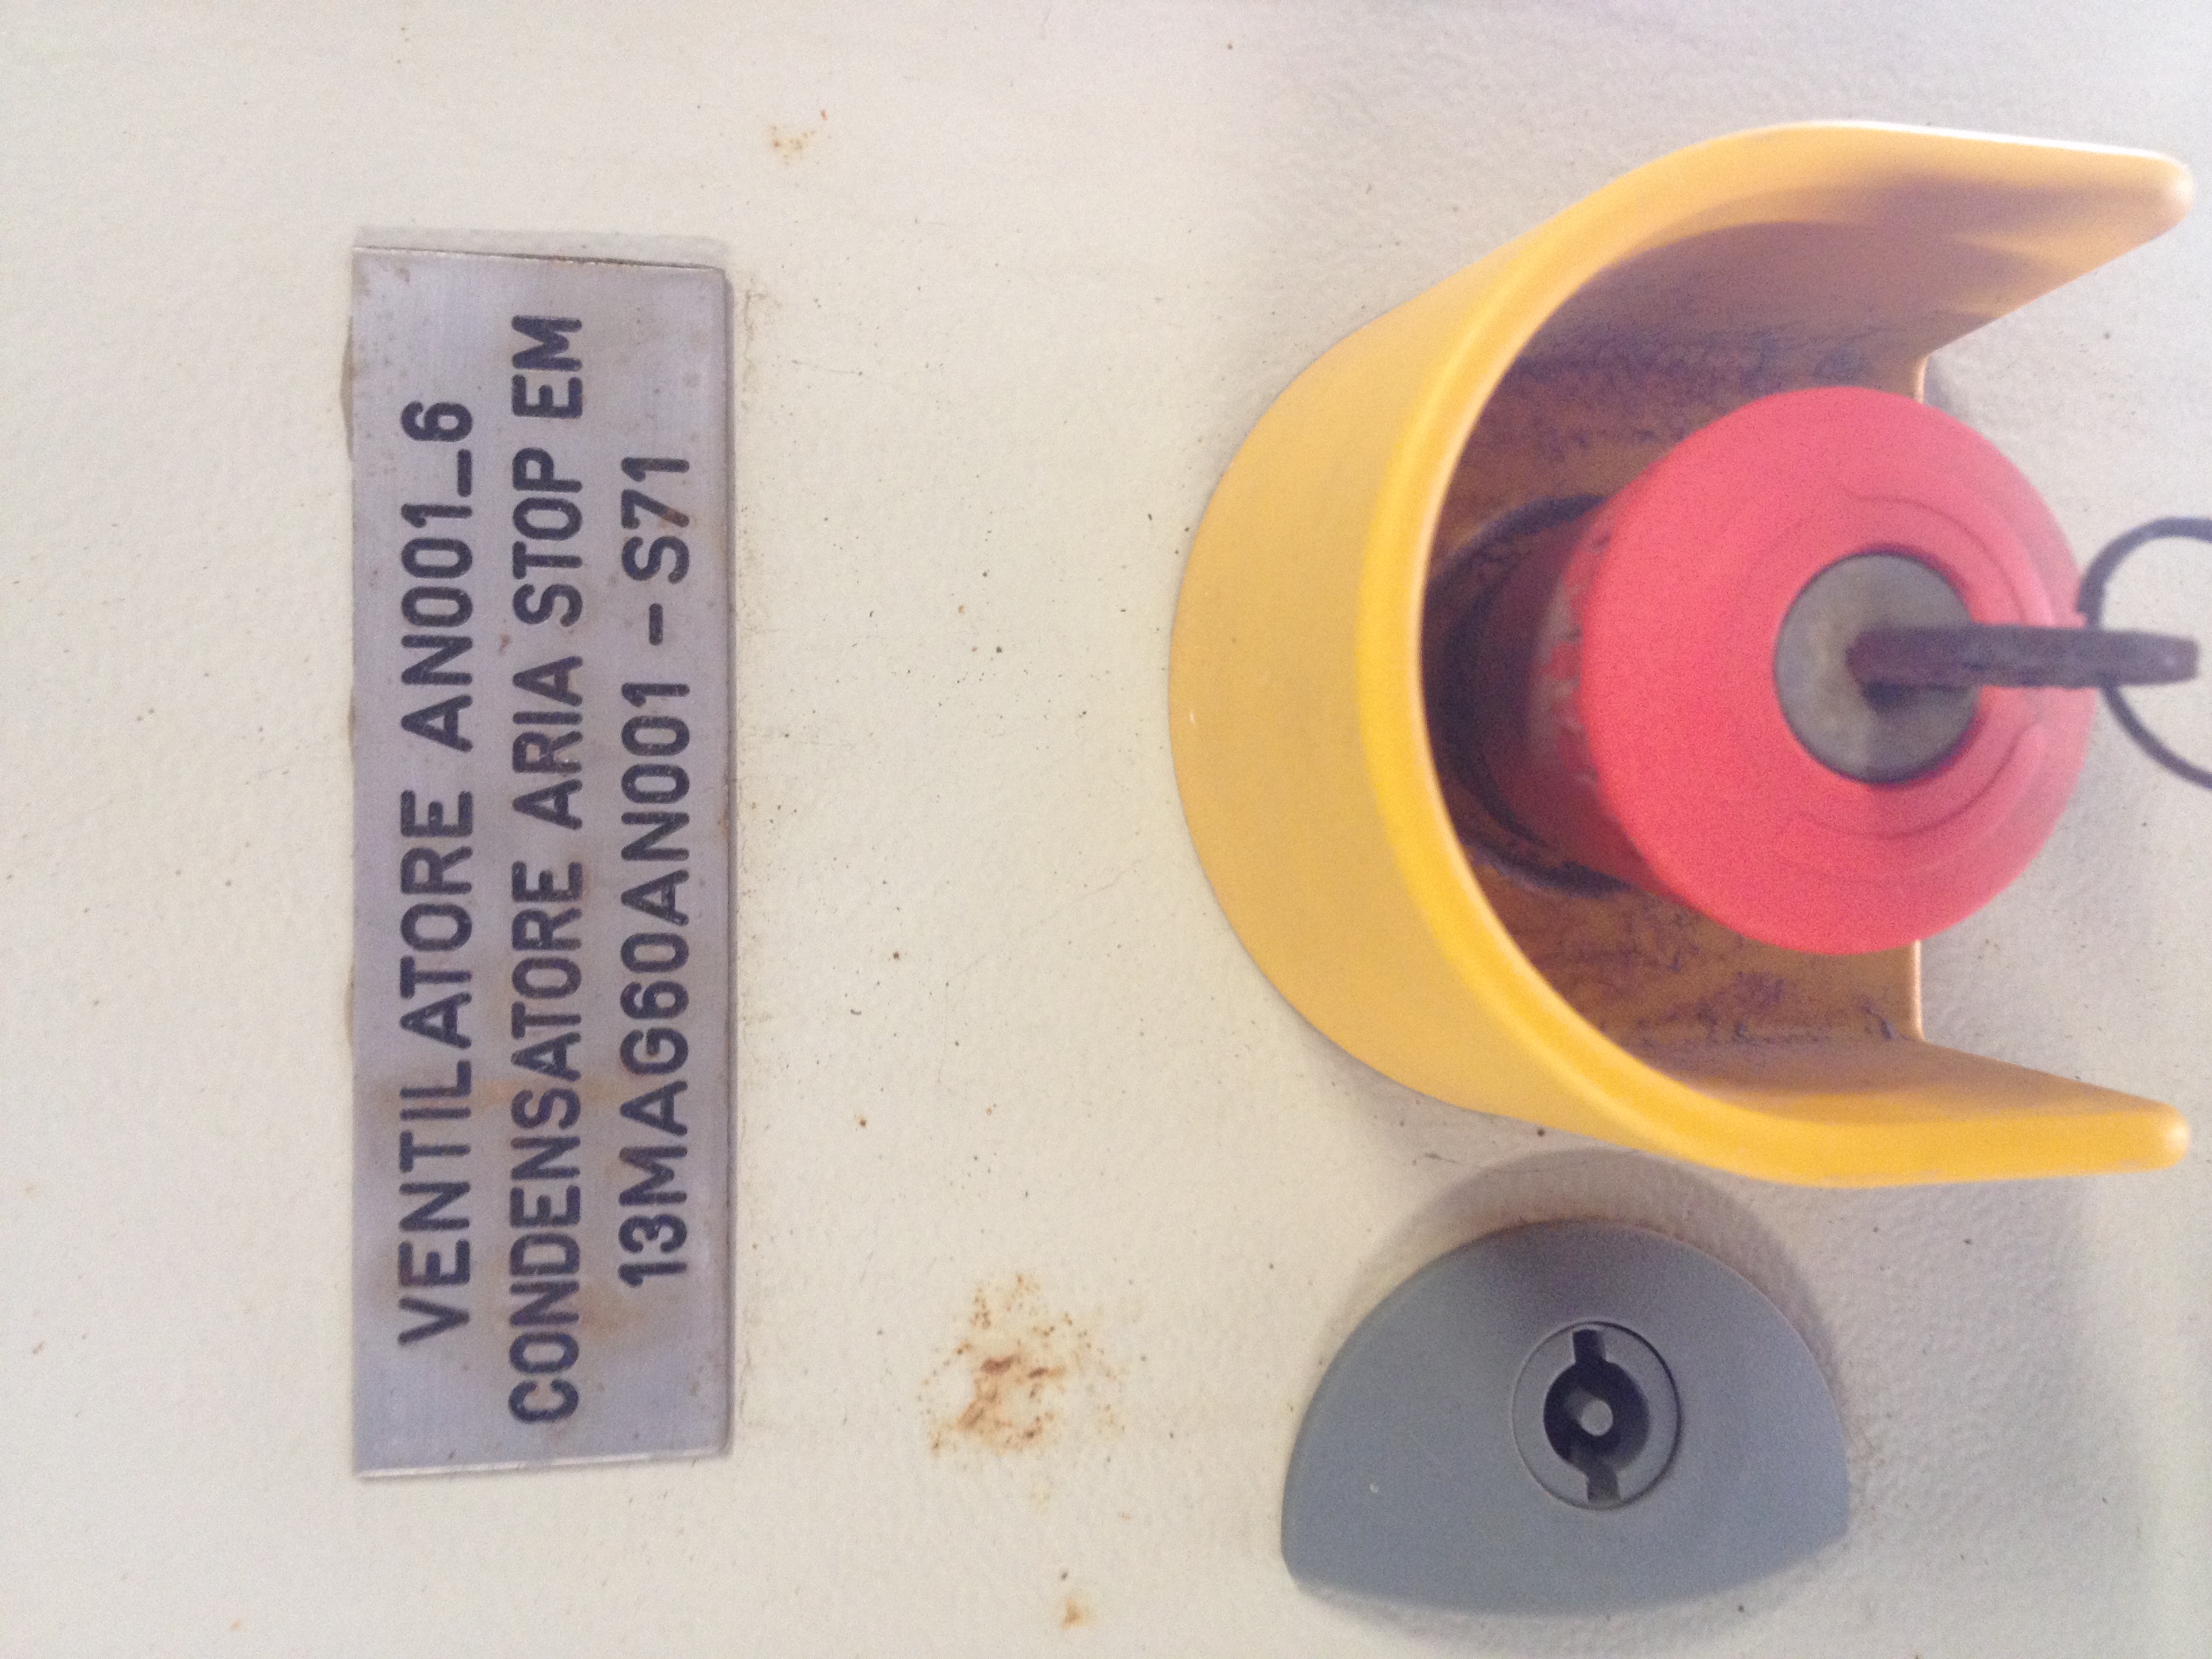 VENTILATORE AN001_6
CONDENSATORE ARIA STOP EM
13MAG60AN001 -S71